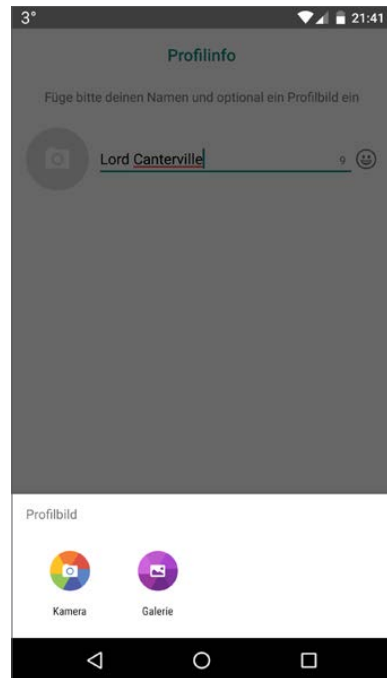 3° 21:41
Profilinfo
Füge bitte deinen Namen und optional ein Profilbild ein
Lord Canterville 9
Profilbild
Kamera Galerie